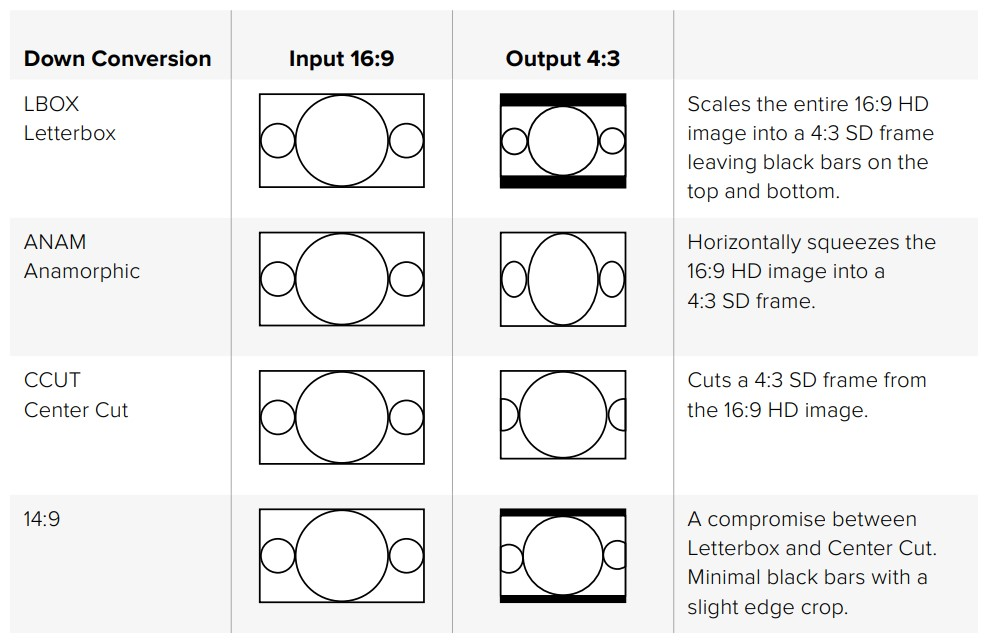 Down Conversion
Input 16:9
Output 4:3
LBOX
Letterbox
Scales the entire 16:9 HD
image into a 4:3 SD frame
leaving black bars on the
top and bottom.
ANAM
Anamorphic
Horizontally squeezes the
16:9 HD image into a
4:3 SD frame.
CCUT
Center Cut
Cuts a 4:3 SD frame from
the 16:9 HD image.
14:9
A compromise between
Letterbox and Center Cut.
Minimal black bars with a
slight edge crop.